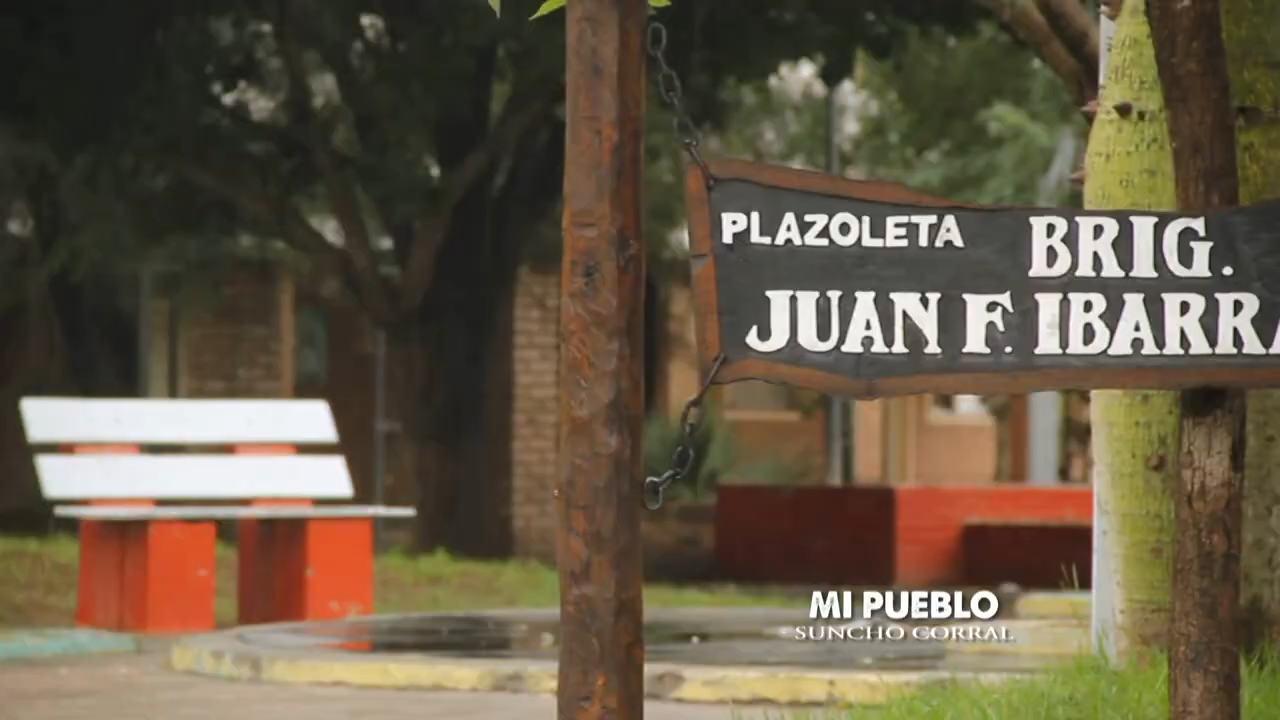 PLAZOLETA BRIG.
JUAN F. IBARRA
MI PUEBLO
SUNCHO CORRAL